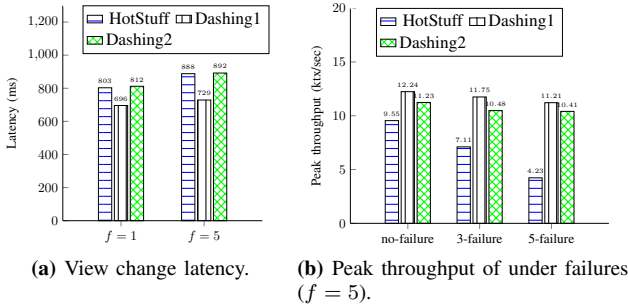 1,200
1,000
800
600
400
200
0
Latency (ms)
HotStuff Dashing1
Dashing2
803 696 812
888 729 892
f = 1 f = 5
(a) View change latency.
20
15
10
5
0
Peak throughput (ktx/sec)
HotStuff Dashing1
Dashing2
9.55 12.24 11.23
7.11 11.75 10.48
4.23 11.21 10.41
no-failure 3-failure 5-failure
(b) Peak throughput of under failures
(f = 5).